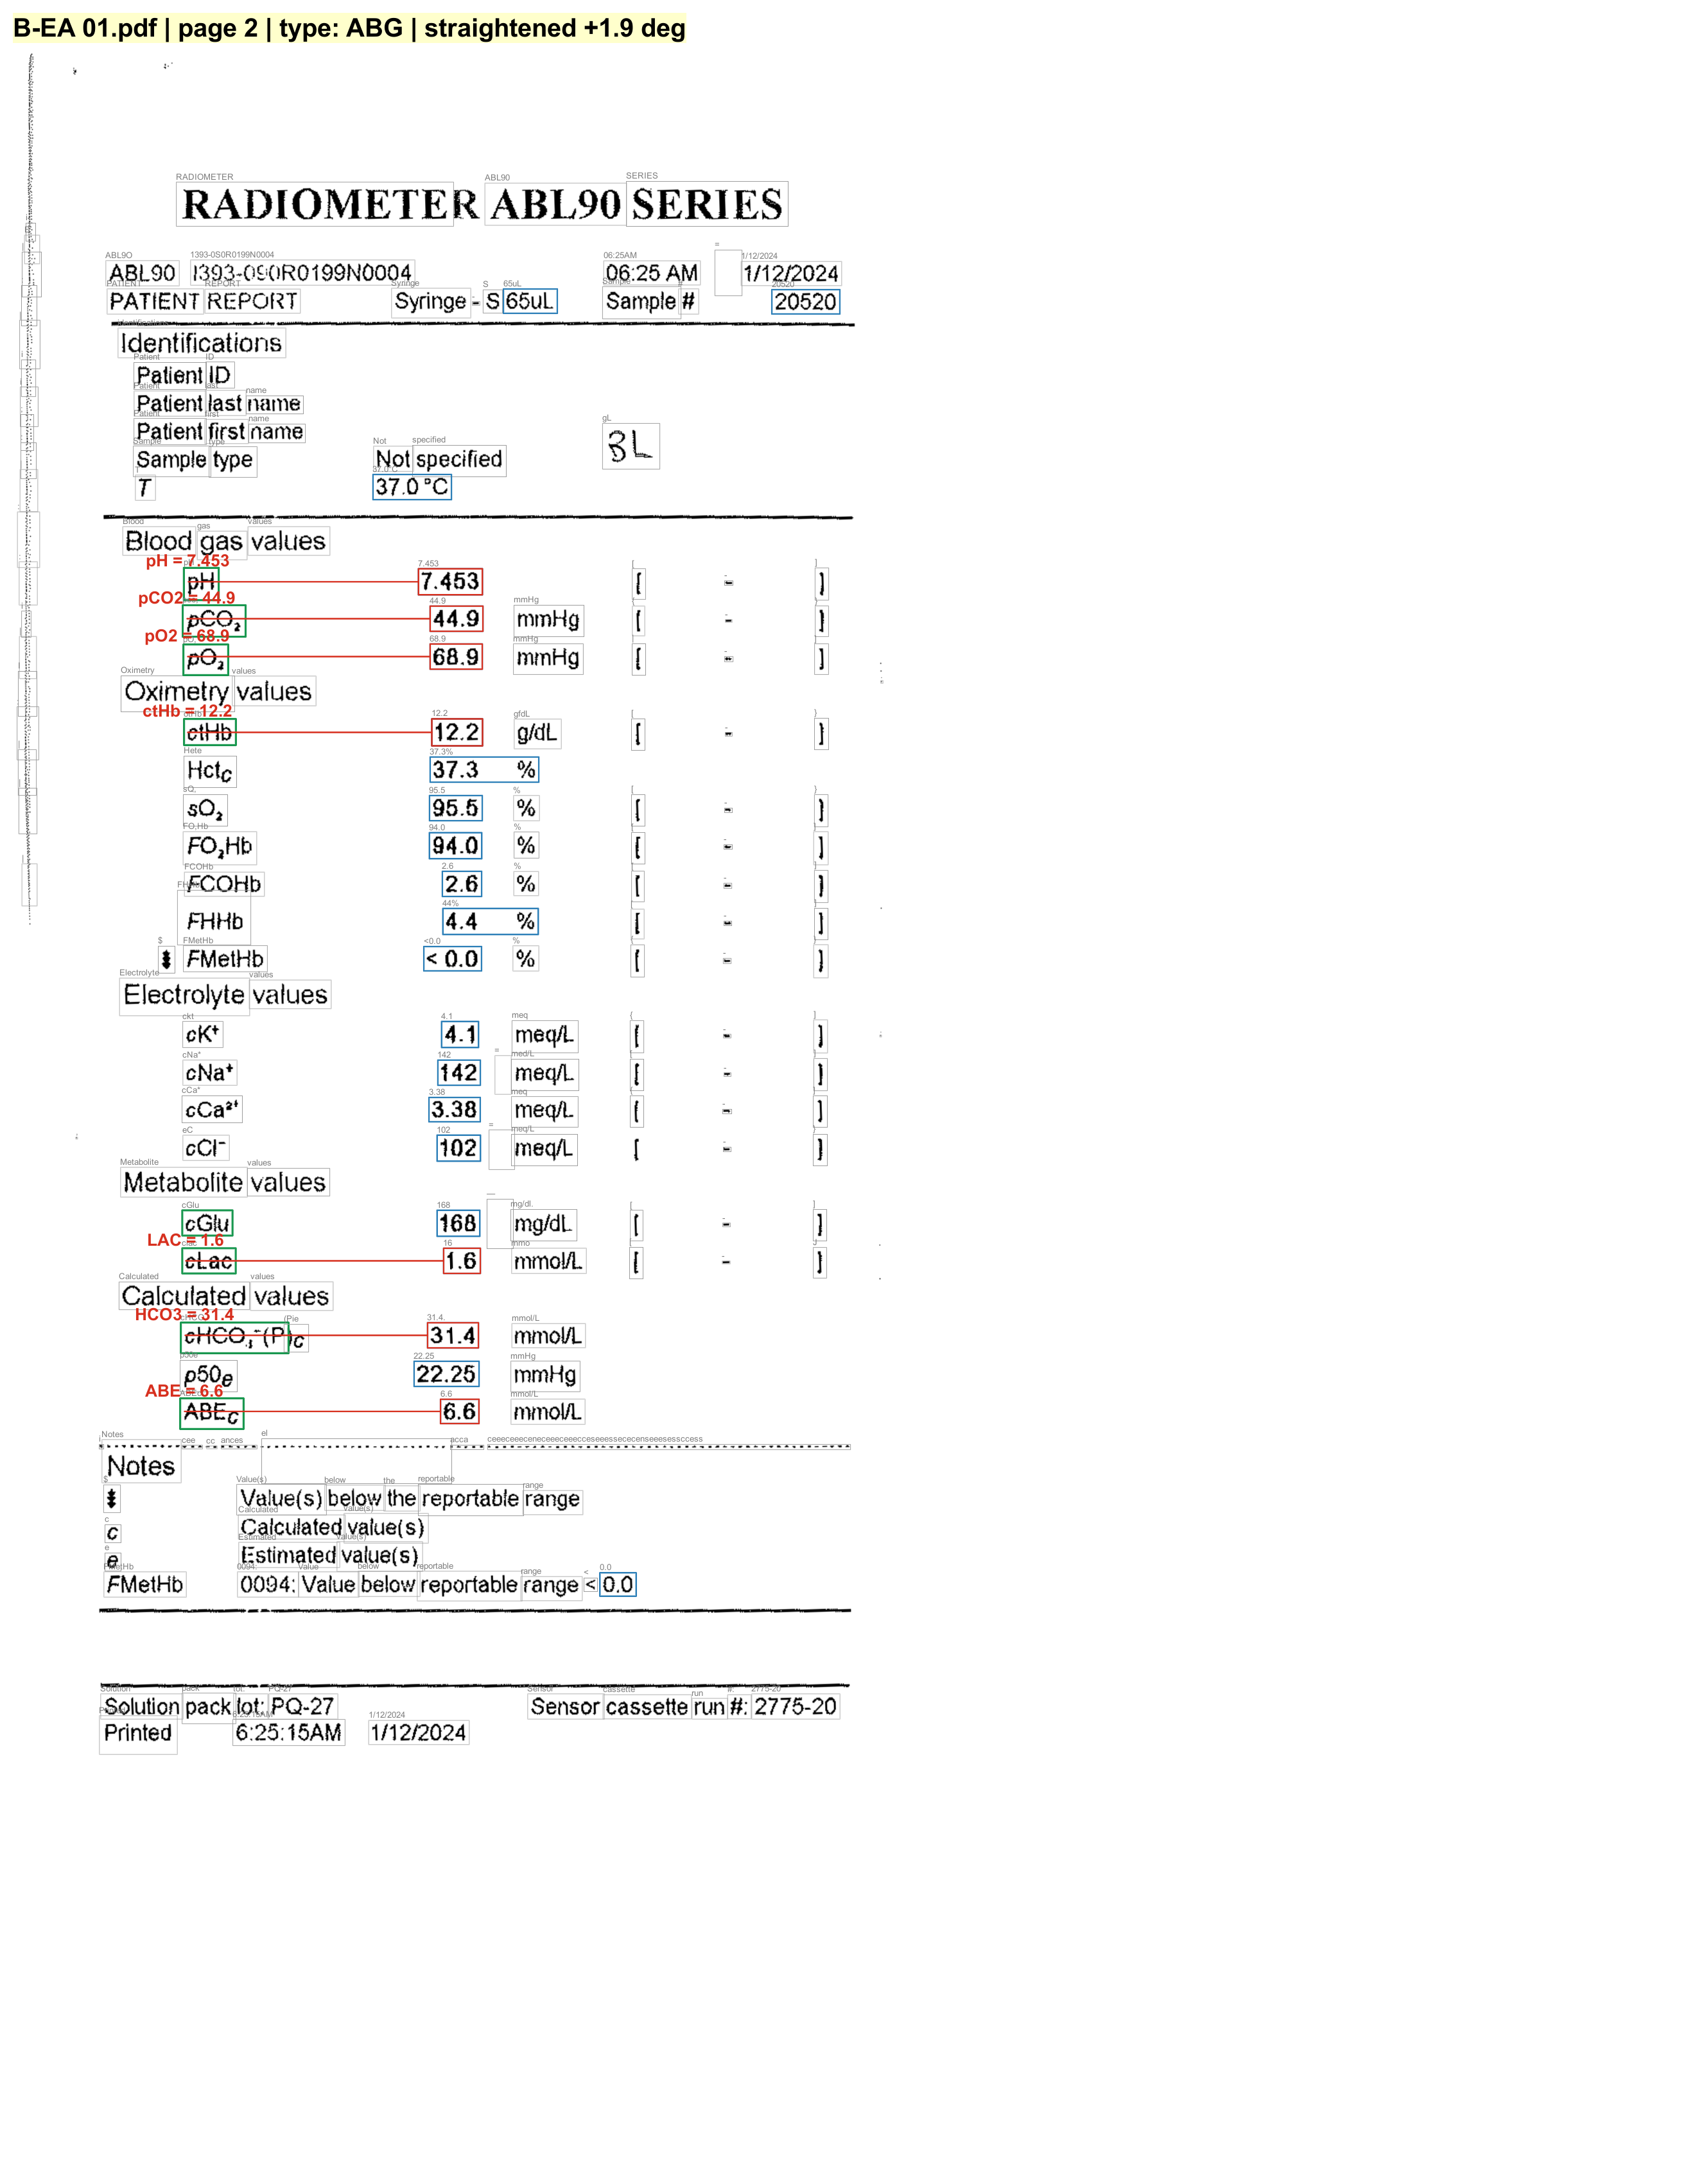 B-EA 01.pdf | page 2 | type: ABG | straightened +1.9 deg
RADIOMETER ABL90 SERIES
ABL90 I393-090R0199N0004 06:25 AM 1/12/2024
PATIENT REPORT Syringe - S 65uL Sample # 20520
Identifications
Patient ID
Patient last name
Patient first name
Sample type Not specified BL
T 37.0 °C
Blood gas values
pH = 7.453
pH 7.453 [ - ]
pCO2 = 44.9
pCO₂ 44.9 mmHg [ - ]
pO2 = 68.9
pO₂ 68.9 mmHg [ - ]
Oximetry values
ctHb = 12.2
ctHb 12.2 g/dL [ - ]
Hctc 37.3 %
sO₂ 95.5 % [ - ]
FO₂Hb 94.0 % [ - ]
FCOHb 2.6 % [ - ]
FHHb 4.4 % [ - ]
FMetHb < 0.0 % [ - ]
Electrolyte values
cK⁺ 4.1 meq/L [ - ]
cNa⁺ 142 meq/L [ - ]
cCa²⁺ 3.38 meq/L [ - ]
cCl⁻ 102 meq/L [ - ]
Metabolite values
cGlu 168 mg/dL [ - ]
LAC = 1.6
cLac 1.6 mmol/L [ - ]
Calculated values
HCO3 = 31.4
cHCO₃⁻(P)c 31.4 mmol/L
p50e 22.25 mmHg
ABE = 6.6
ABEc 6.6 mmol/L
Notes
Value(s) below the reportable range
c Calculated value(s)
e Estimated value(s)
FMetHb 0094: Value below reportable range < 0.0
Solution pack lot: PQ-27 Sensor cassette run #: 2775-20
Printed 6:25:15AM 1/12/2024